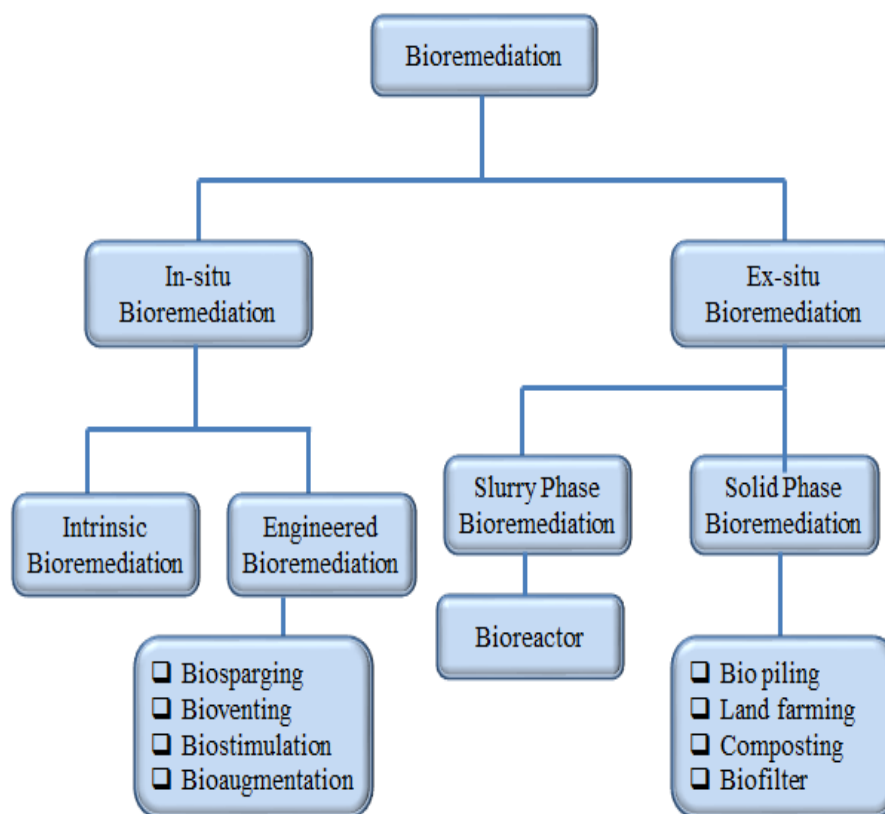 Bioremediation
In-situ
Bioremediation
Ex-situ
Bioremediation
Intrinsic
Bioremediation
Engineered
Bioremediation
Slurry Phase
Bioremediation
Solid Phase
Bioremediation
Bioreactor
❑ Biosparging
❑ Bioventing
❑ Biostimulation
❑ Bioaugmentation
❑ Bio piling
❑ Land farming
❑ Composting
❑ Biofilter